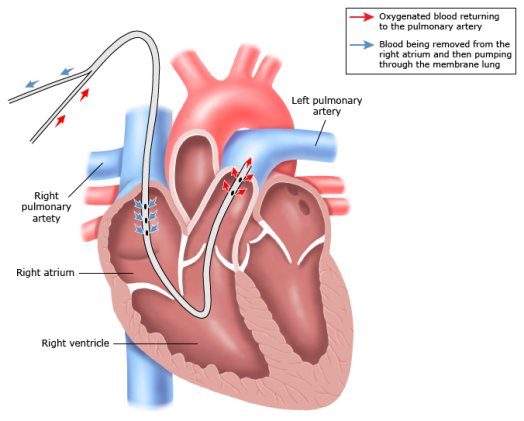 Oxygenated blood returning
to the pulmonary artery
Blood being removed from the
right atrium and then pumping
through the membrane lung
Left pulmonary
artery
Right
pulmonary
artety
Right atrium
Right ventricle